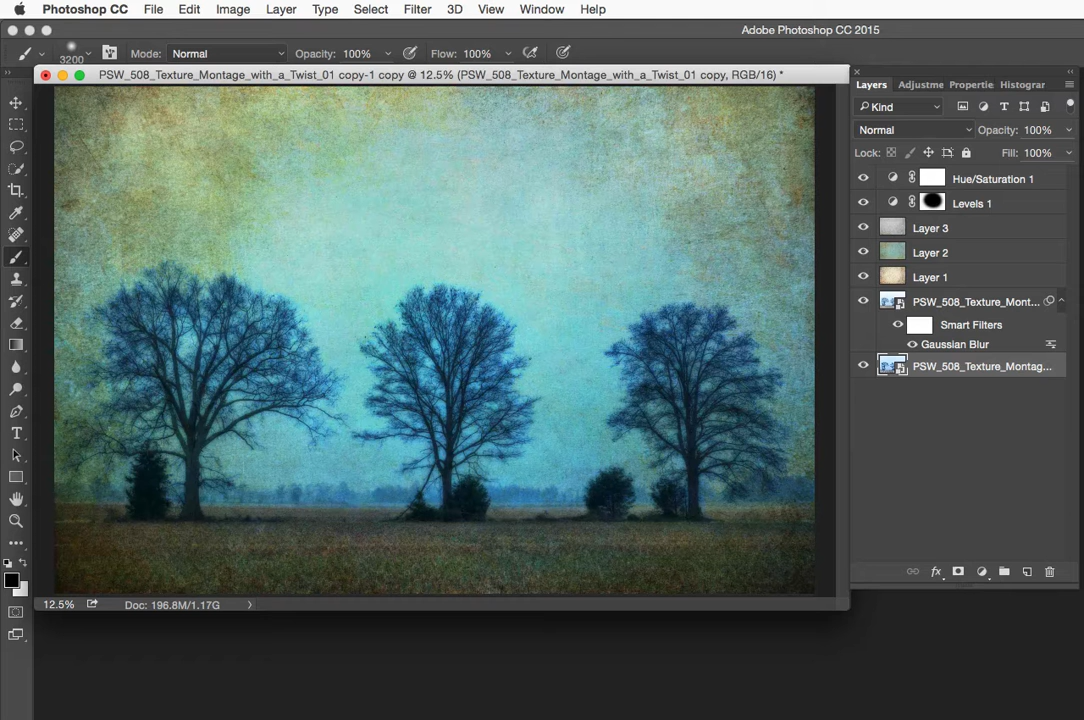 Photoshop CC File Edit Image Layer Type Select Filter 3D View Window Help
Adobe Photoshop CC 2015
3200 Mode: Normal Opacity: 100% Flow: 100%
PSW_508_Texture_Montage_with_a_Twist_01 copy-1 copy @ 12.5% (PSW_508_Texture_Montage_with_a_Twist_01 copy, RGB/16) *
Layers Adjustme Propertie Histograr
Kind
Normal Opacity: 100%
Lock: Fill: 100%
Hue/Saturation 1
Levels 1
Layer 3
Layer 2
Layer 1
PSW_508_Texture_Mont...
Smart Filters
Gaussian Blur
PSW_508_Texture_Montag...
12.5% Doc: 196.8M/1.17G